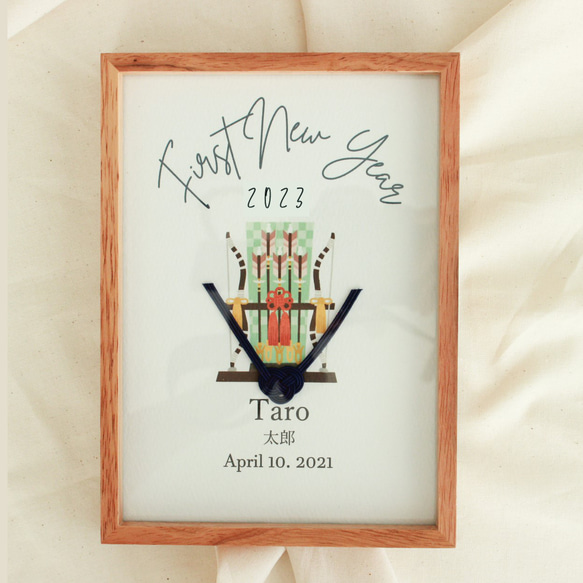 First New Year
2023
Taro
太郎
April 10. 2021